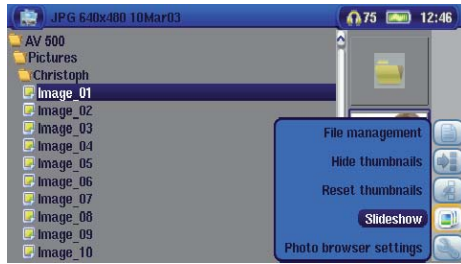 JPG 640x480 10Mar03 75 12:46
AV 500
Pictures
Christoph
Image_01
Image_02
Image_03
Image_04
Image_05
Image_06
Image_07
Image_08
Image_09
Image_10
File management
Hide thumbnails
Reset thumbnails
Slideshow
Photo browser settings